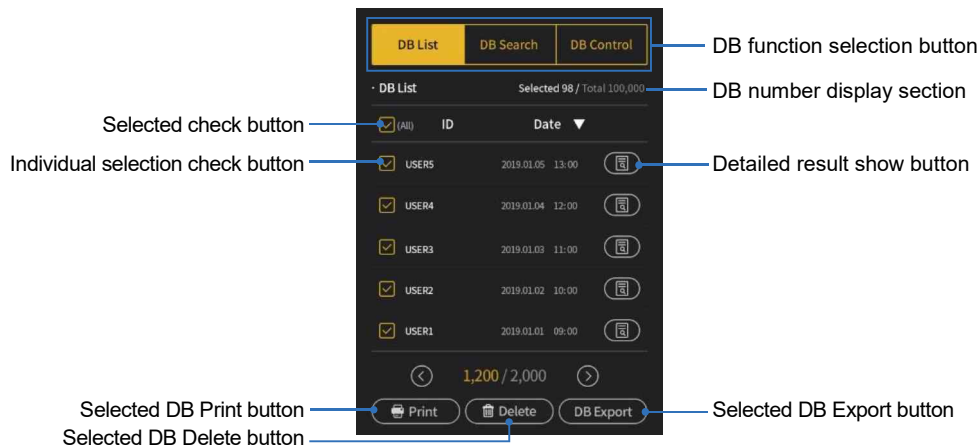 DB List
DB Search
DB Control
DB function selection button
· DB List
Selected 98 / Total 100,000
DB number display section
Selected check button
(All)
ID
Date ▼
Individual selection check button
USER5
2019.01.05 13:00
Detailed result show button
USER4
2019.01.04 12:00
USER3
2019.01.03 11:00
USER2
2019.01.02 10:00
USER1
2019.01.01 09:00
1,200 / 2,000
Selected DB Print button
Print
Delete
DB Export
Selected DB Export button
Selected DB Delete button